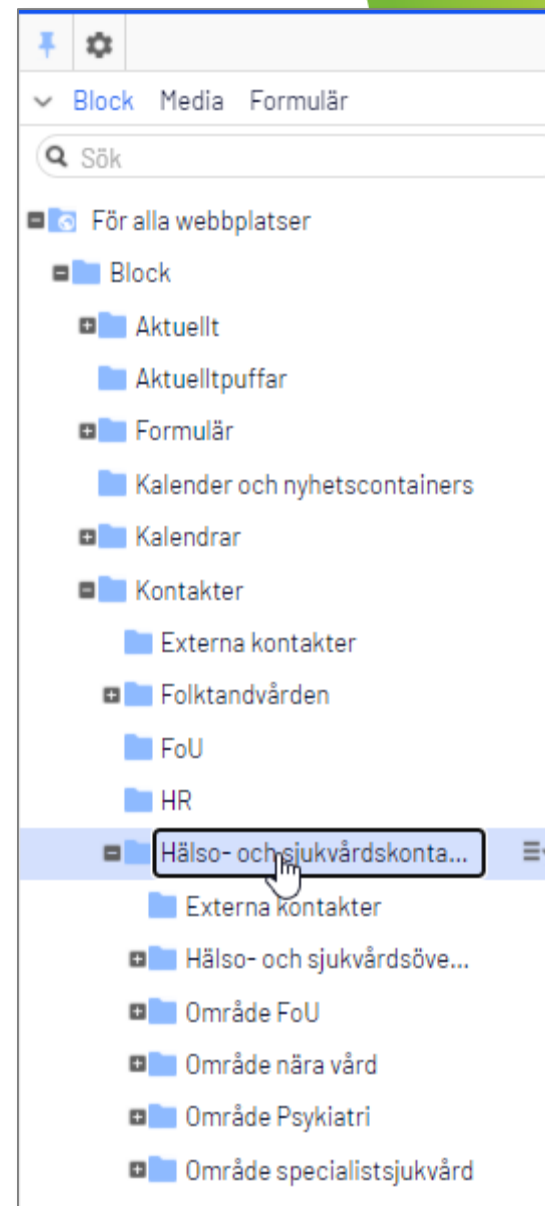 Block Media Formulär
Sök
För alla webbplatser
Block
Aktuellt
Aktuelltpuffar
Formulär
Kalender och nyhetscontainers
Kalendrar
Kontakter
Externa kontakter
Folktandvården
FoU
HR
Hälso- och sjukvårdskonta...
Externa kontakter
Hälso- och sjukvårdsöve...
Område FoU
Område nära vård
Område Psykiatri
Område specialistsjukvård